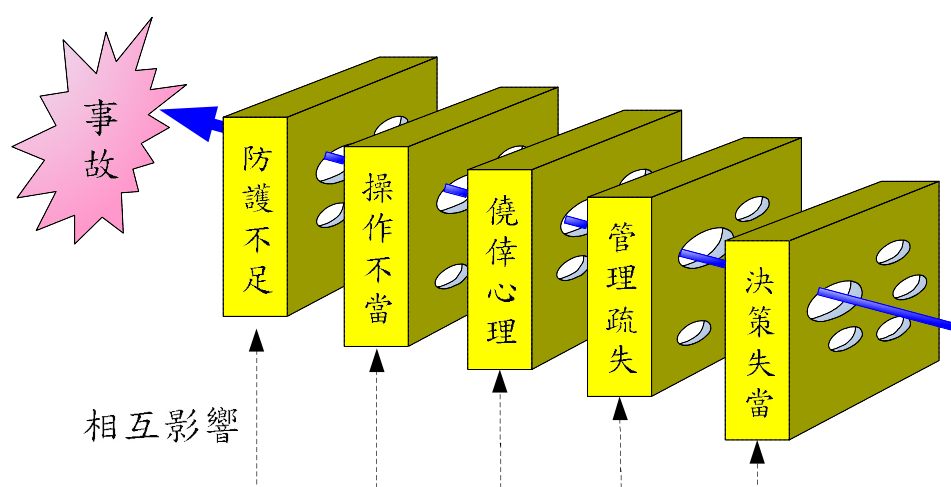 事故
防護不足
操作不當
僥倖心理
管理疏失
決策失當
相互影響